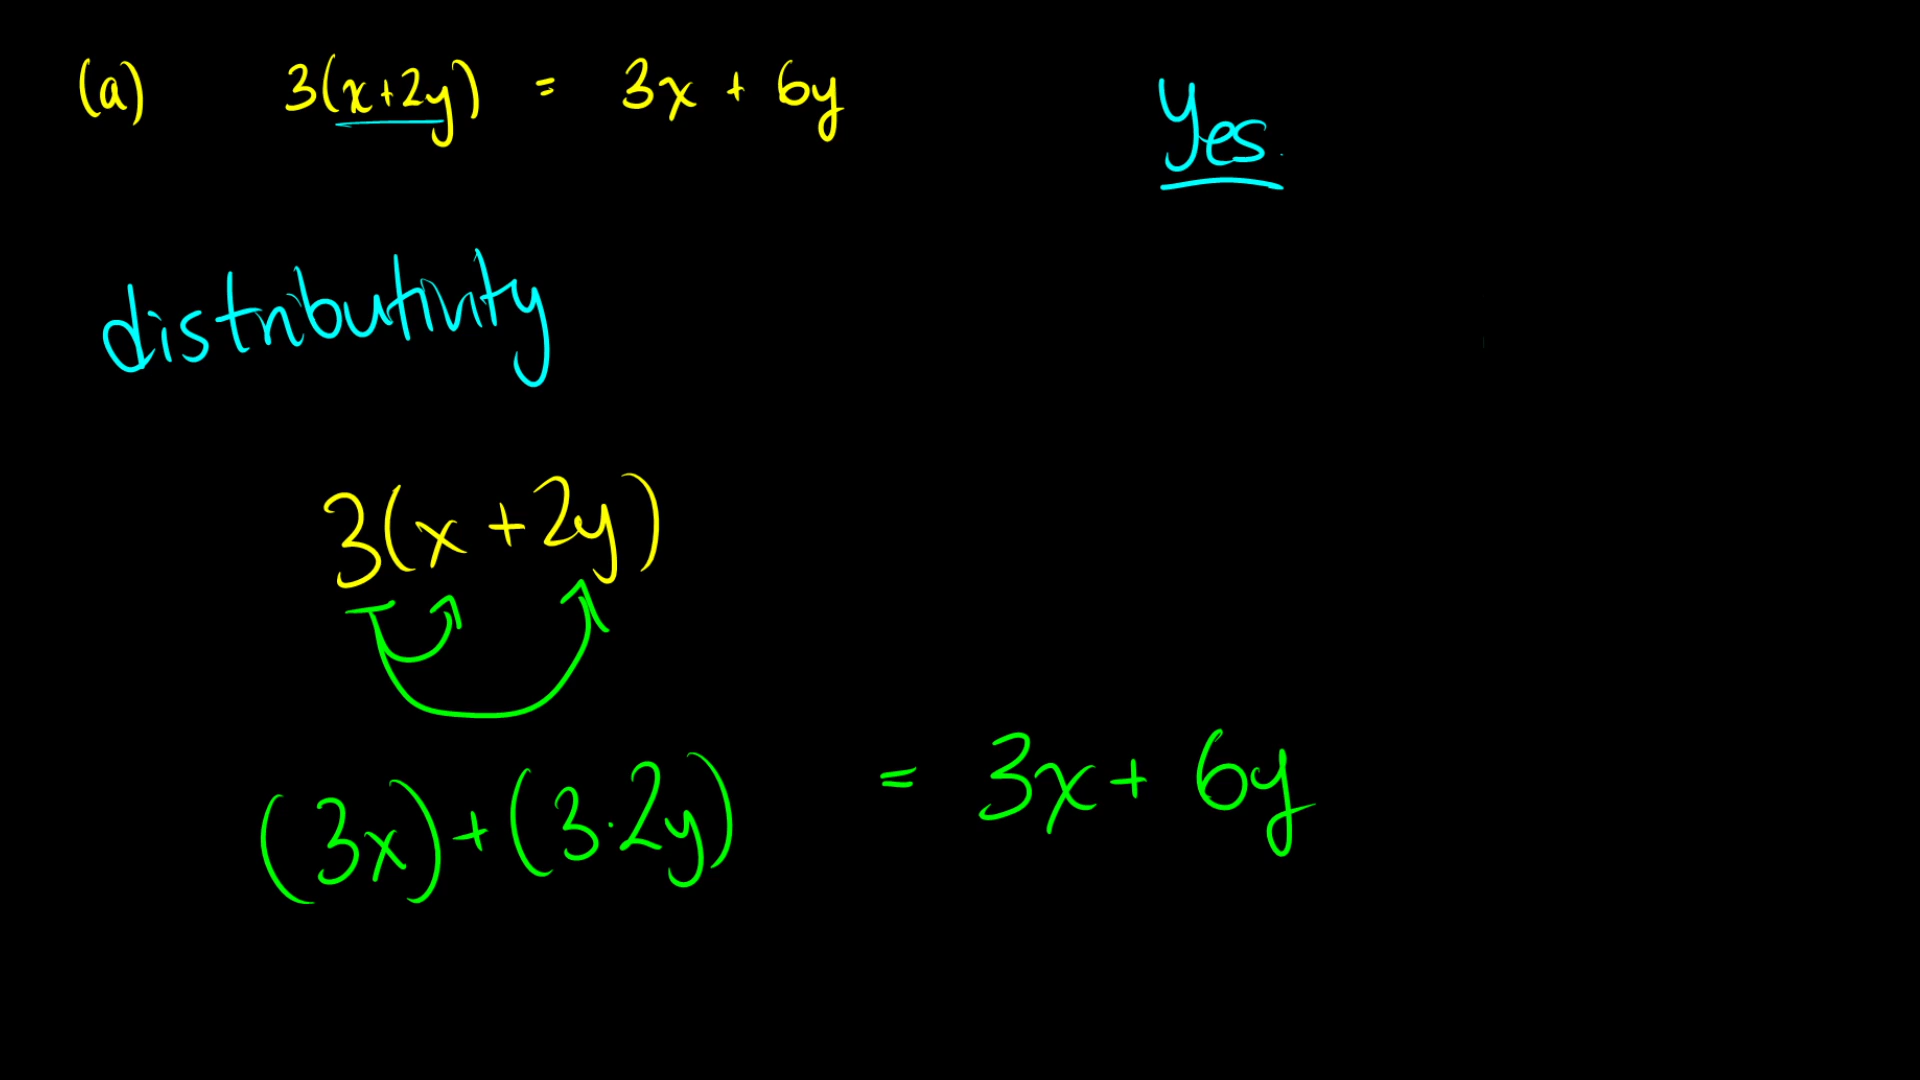 (a) 3(x+2y) = 3x + 6y
Yes.
distributivity
3(x+2y)
(3x)+(3·2y) = 3x+ 6y